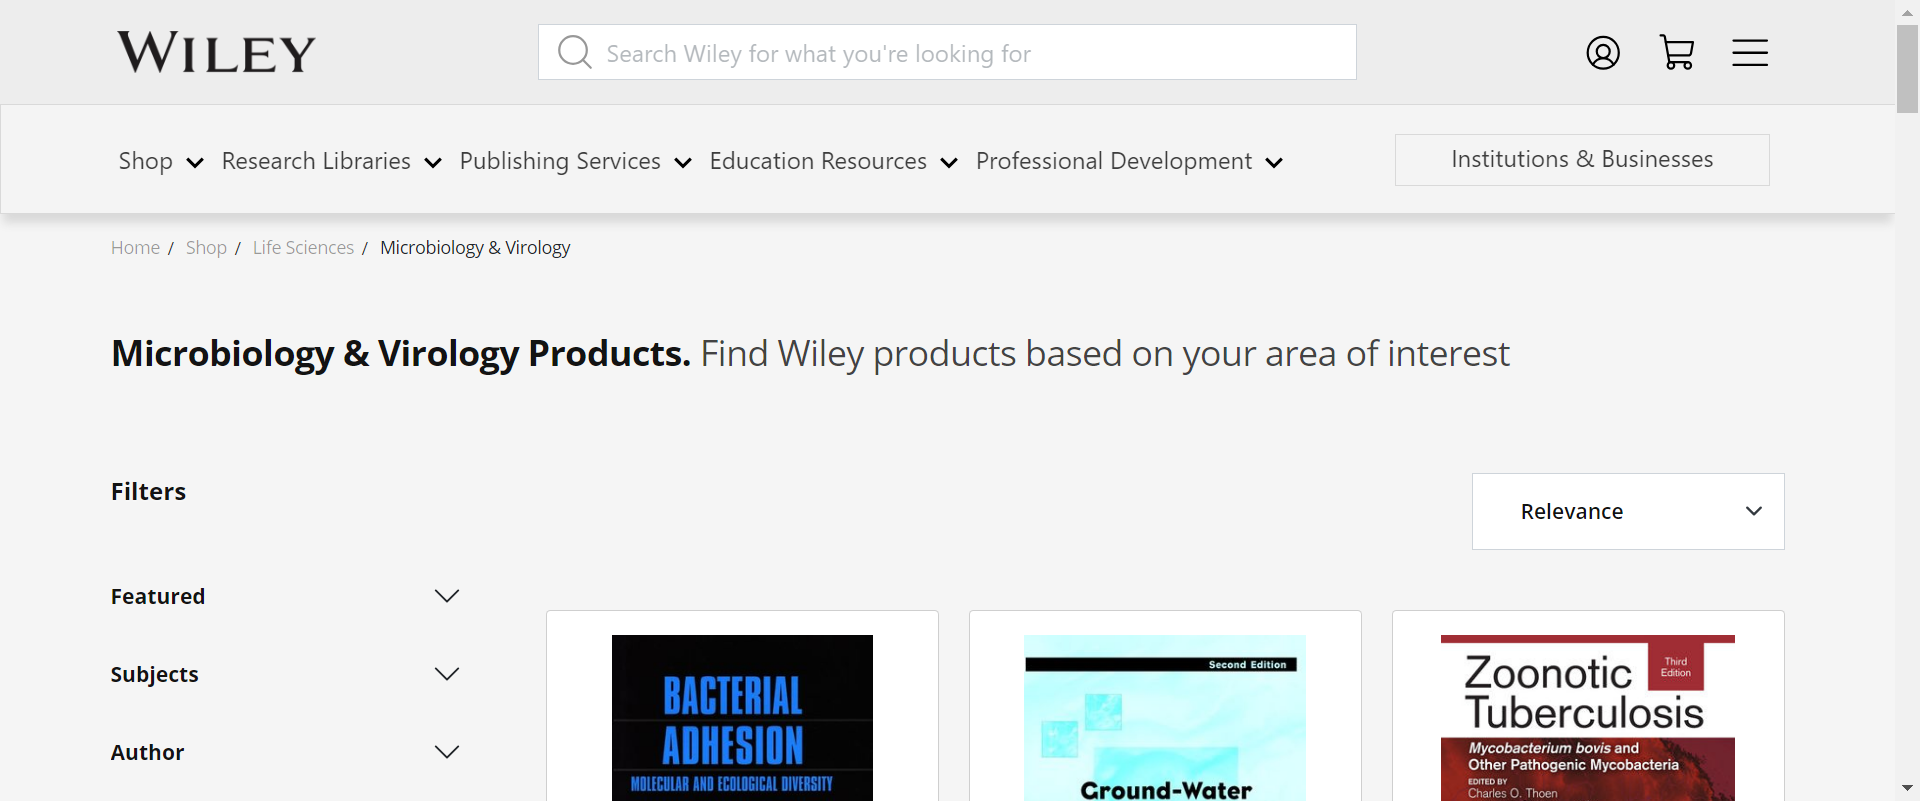 WILEY
Search Wiley for what you're looking for
Shop
Research Libraries
Publishing Services
Education Resources
Professional Development
Institutions & Businesses
Home / Shop / Life Sciences / Microbiology & Virology
Microbiology & Virology Products. Find Wiley products based on your area of interest
Filters
Relevance
Featured
Subjects
Author
BACTERIAL
ADHESION
MOLECULAR AND ECOLOGICAL DIVERSITY
Second Edition
Ground-Water
Zoonotic
Tuberculosis
Third
Edition
Mycobacterium bovis and
Other Pathogenic Mycobacteria
EDITED BY
Charles O. Thoen